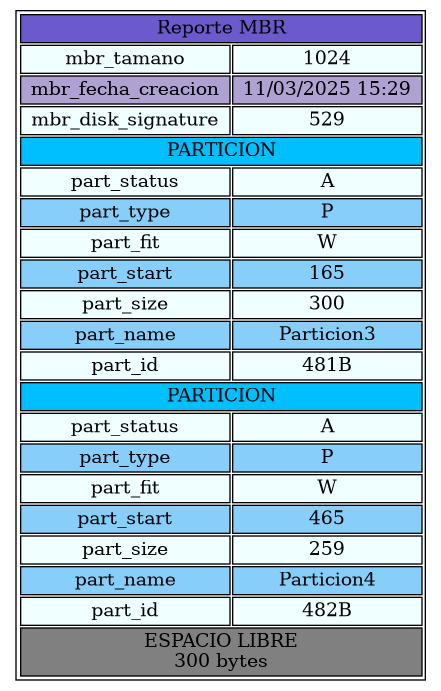 Reporte MBR
mbr_tamano 1024
mbr_fecha_creacion 11/03/2025 15:29
mbr_disk_signature 529
PARTICION
part_status A
part_type P
part_fit W
part_start 165
part_size 300
part_name Particion3
part_id 481B
PARTICION
part_status A
part_type P
part_fit W
part_start 465
part_size 259
part_name Particion4
part_id 482B
ESPACIO LIBRE
300 bytes